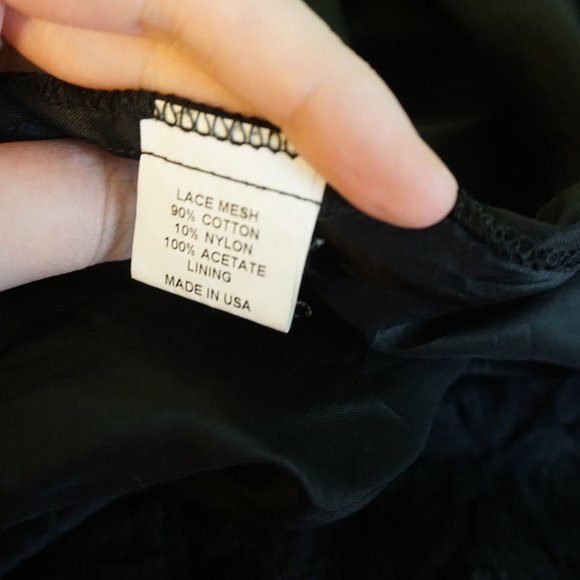 LACE MESH
90% COTTON
10% NYLON
100% ACETATE
LINING
MADE IN USA